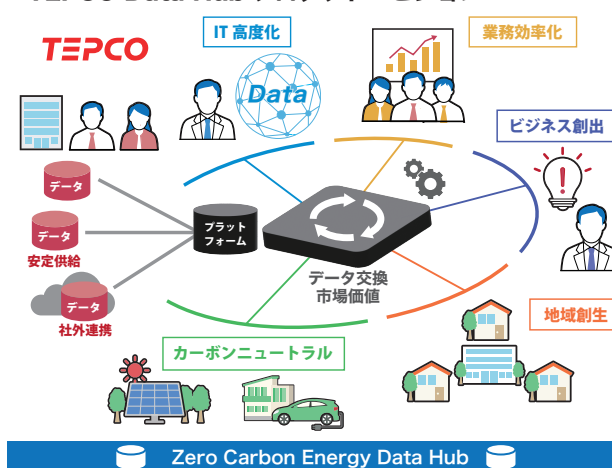 TEPCO
IT 高度化
Data
業務効率化
ビジネス創出
データ
データ
安定供給
データ
社外連携
プラット
フォーム
データ交換
市場価値
地域創生
カーボンニュートラル
Zero Carbon Energy Data Hub